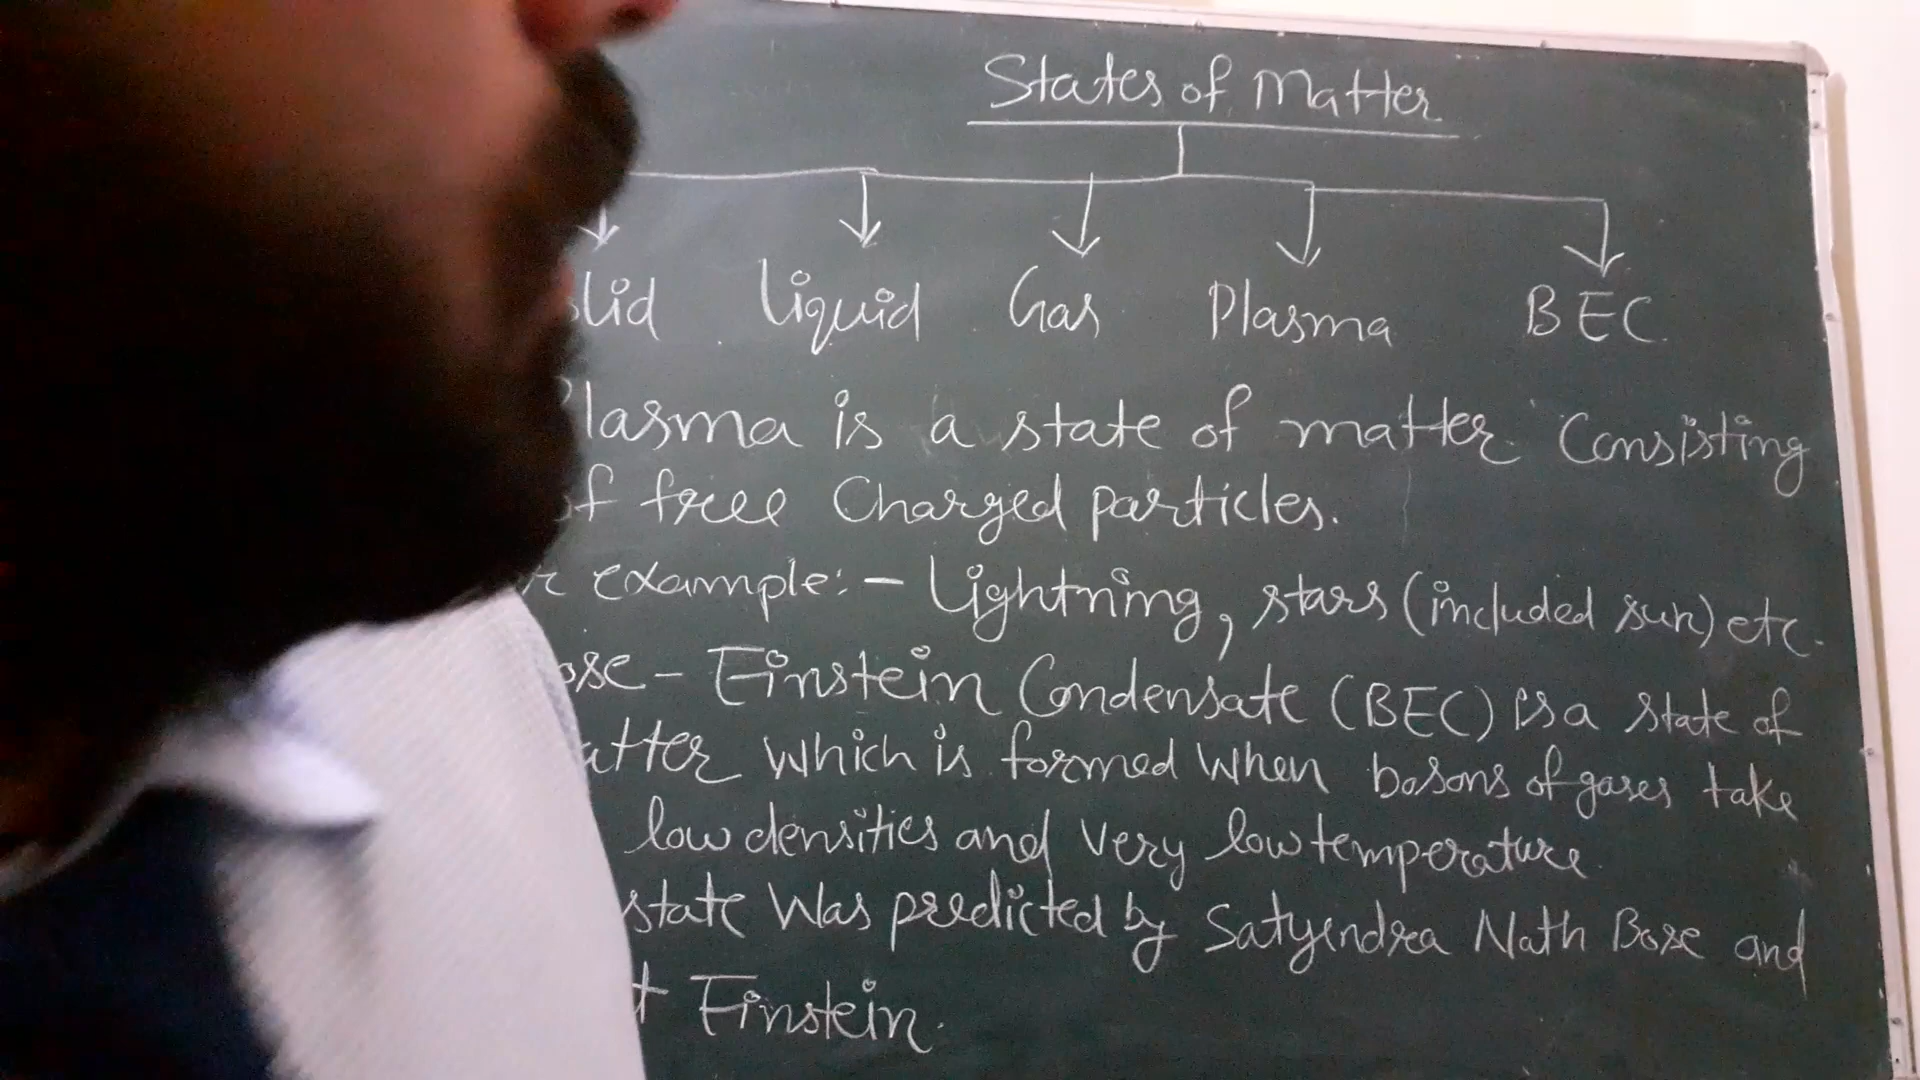 States of Matter
lid Liquid Gas Plasma BEC
lasma is a state of matter Consisting
of free Charged particles.
r example:- Lightning, stars (included sun) etc.
ose - Einstein Condensate (BEC) is a state of
atter which is formed when bosons of gases take
low densities and very low temperature.
state was predicted by Satyendra Nath Bose and
t Einstein.